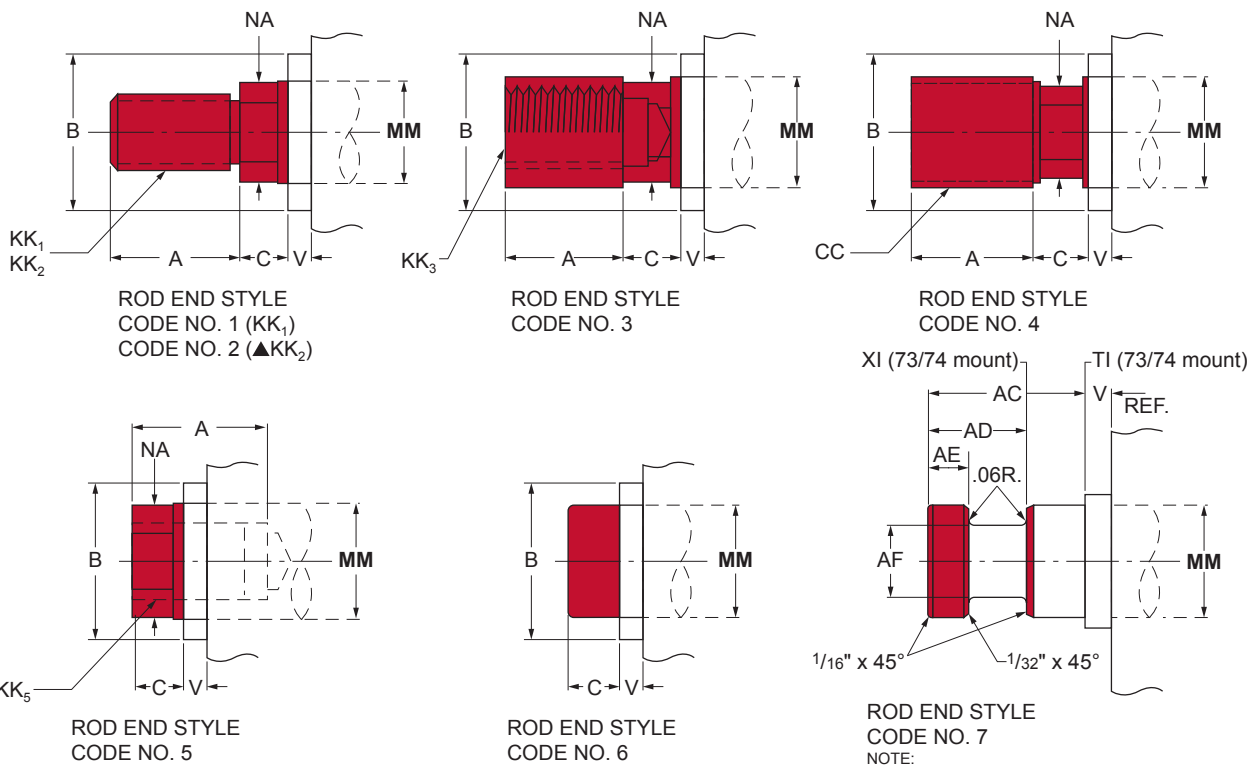 NA
B
MM
KK₁
KK₂
A
C
V
ROD END STYLE
CODE NO. 1 (KK₁)
CODE NO. 2 (▲KK₂)
NA
B
MM
KK₃
A
C
V
ROD END STYLE
CODE NO. 3
NA
B
MM
CC
A
C
V
ROD END STYLE
CODE NO. 4
A
NA
B
MM
KK₅
C
V
ROD END STYLE
CODE NO. 5
B
MM
C
V
ROD END STYLE
CODE NO. 6
XI (73/74 mount)
TI (73/74 mount)
AC
V
REF.
AD
AE
.06R.
AF
MM
1/16" x 45°
1/32" x 45°
ROD END STYLE
CODE NO. 7
NOTE: